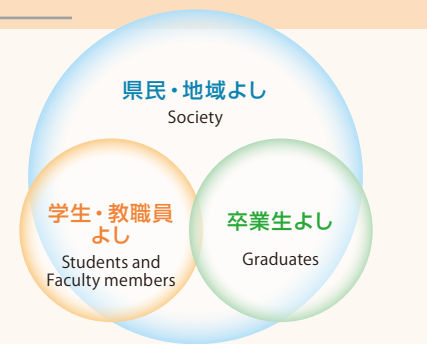 県民・地域よし
Society
学生・教職員
よし
Students and
Faculty members
卒業生よし
Graduates